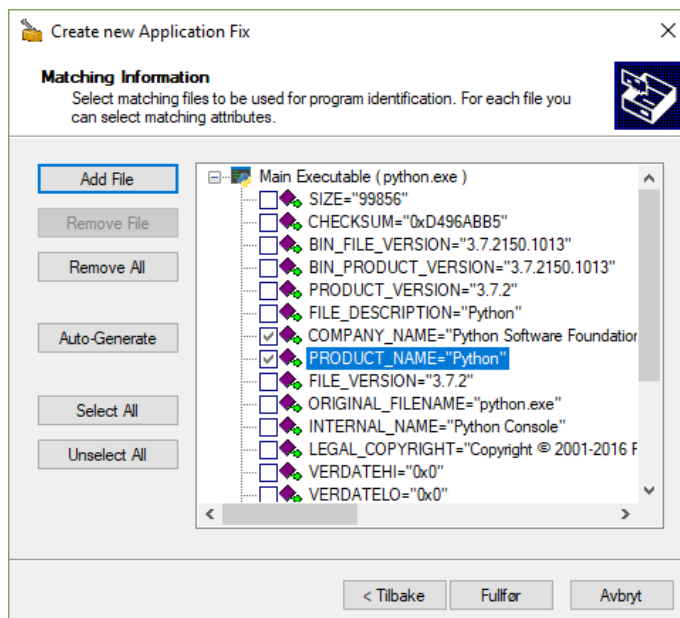 Create new Application Fix
Matching Information
Select matching files to be used for program identification. For each file you
can select matching attributes.
Add File
Remove File
Remove All
Auto-Generate
Select All
Unselect All
Main Executable ( python.exe )
SIZE="99856"
CHECKSUM="0xD496ABB5"
BIN_FILE_VERSION="3.7.2150.1013"
BIN_PRODUCT_VERSION="3.7.2150.1013"
PRODUCT_VERSION="3.7.2"
FILE_DESCRIPTION="Python"
COMPANY_NAME="Python Software Foundation
PRODUCT_NAME="Python"
FILE_VERSION="3.7.2"
ORIGINAL_FILENAME="python.exe"
INTERNAL_NAME="Python Console"
LEGAL_COPYRIGHT="Copyright © 2001-2016 F
VERDATEHI="0x0"
VERDATELO="0x0"
< Tilbake
Fullfør
Avbryt